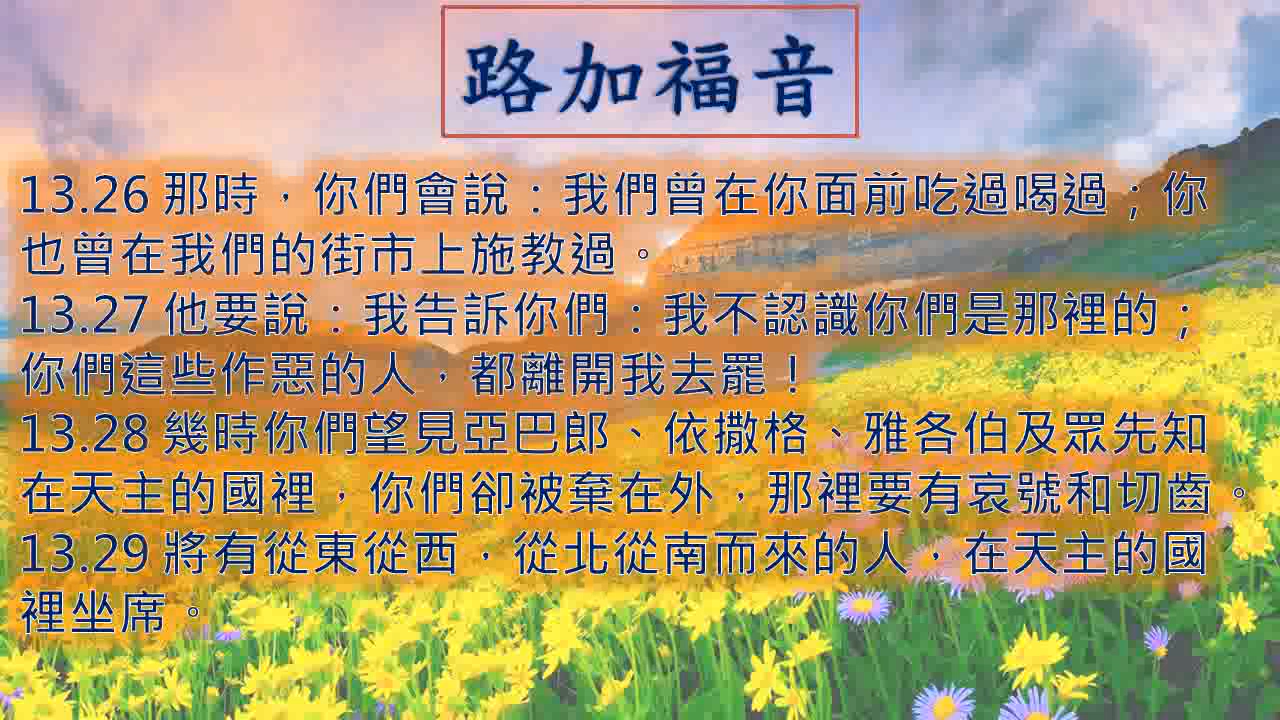 路加福音
13.26 那時，你們會說：我們曾在你面前吃過喝過；你
也曾在我們的街市上施教過。
13.27 他要說：我告訴你們：我不認識你們是那裡的；
你們這些作惡的人，都離開我去罷！
13.28 幾時你們望見亞巴郎、依撒格、雅各伯及眾先知
在天主的國裡，你們卻被棄在外，那裡要有哀號和切齒。
13.29 將有從東從西，從北從南而來的人，在天主的國
裡坐席。